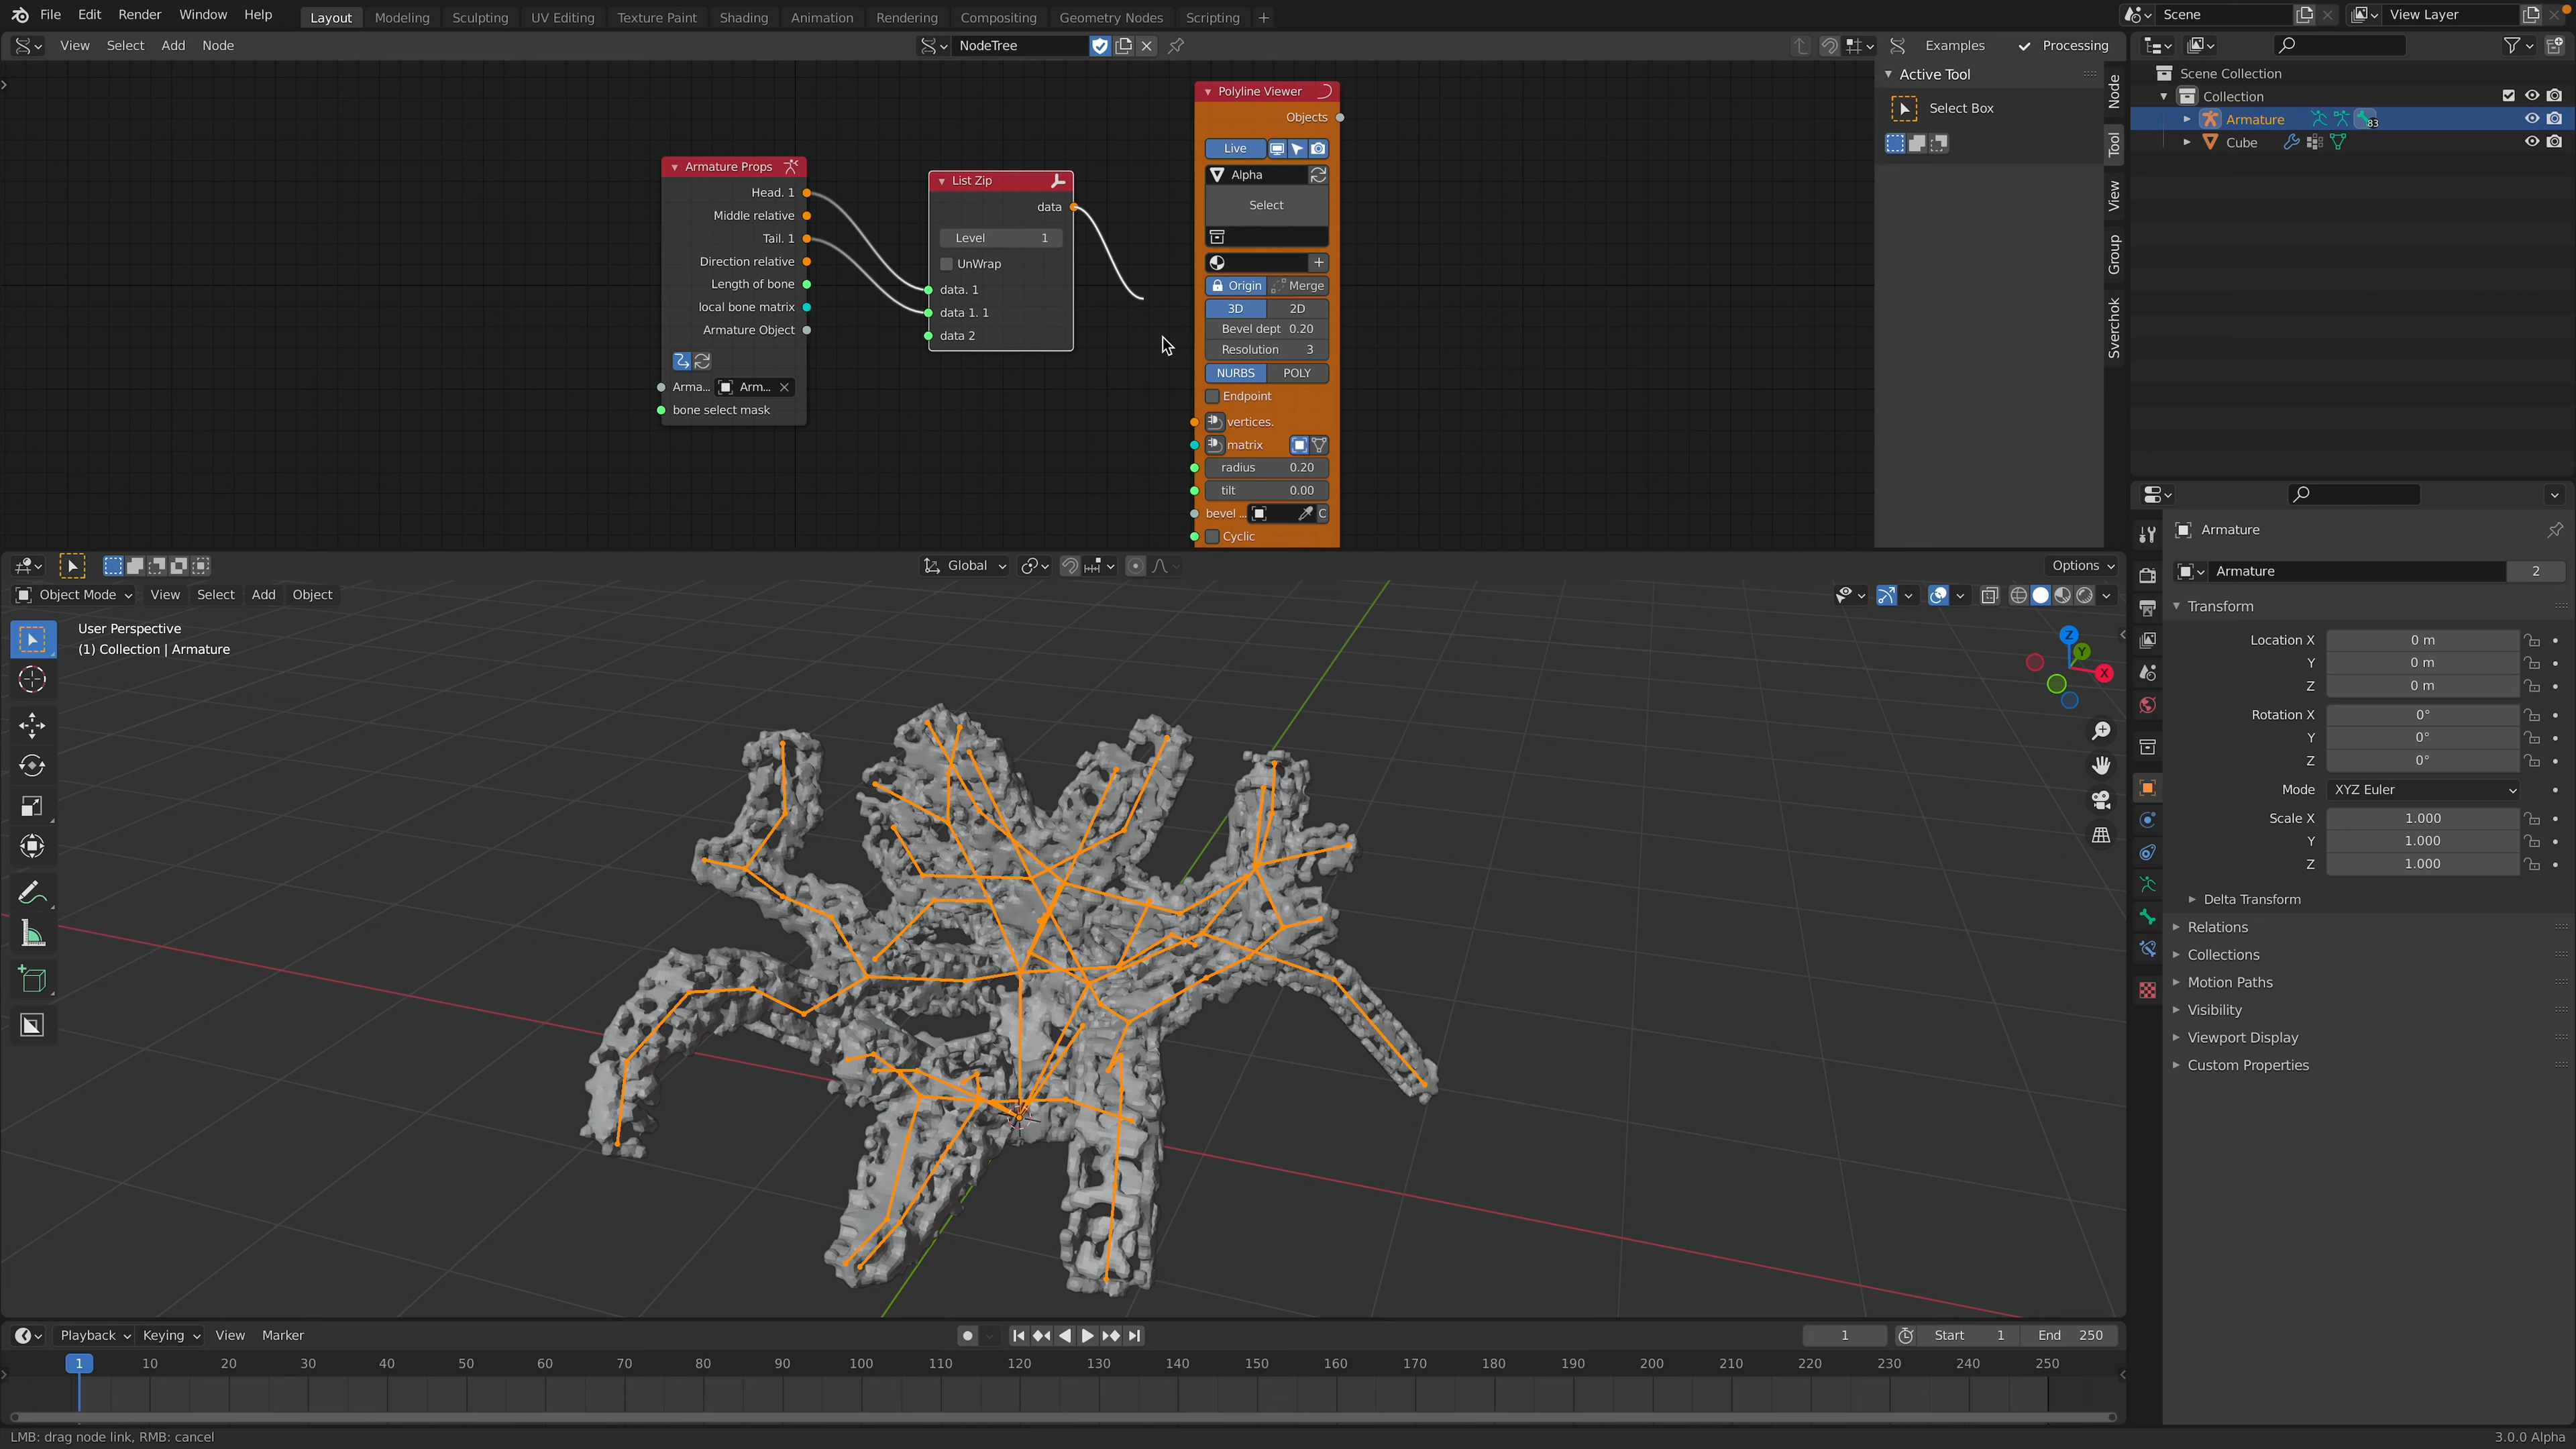 File Edit Render Window Help Layout Modeling Sculpting UV Editing Texture Paint Shading Animation Rendering Compositing Geometry Nodes Scripting + Scene View Layer
View Select Add Node NodeTree Examples Processing
Active Tool
Select Box
Node
Tool
View
Group
Sverchok
Armature Props
Head. 1
Middle relative
Tail. 1
Direction relative
Length of bone
local bone matrix
Armature Object
Arma... Arm...
bone select mask
List Zip
data
Level 1
UnWrap
data. 1
data 1. 1
data 2
Polyline Viewer
Objects
Live
Alpha
Select
Origin Merge
3D 2D
Bevel dept 0.20
Resolution 3
NURBS POLY
Endpoint
vertices.
matrix
radius 0.20
tilt 0.00
bevel ... C
Cyclic
Scene Collection
Collection
Armature 83
Cube
Global Options
Object Mode View Select Add Object
User Perspective
(1) Collection | Armature
Z
Y
X
Armature
Armature 2
Transform
Location X 0 m
Y 0 m
Z 0 m
Rotation X 0°
Y 0°
Z 0°
Mode XYZ Euler
Scale X 1.000
Y 1.000
Z 1.000
Delta Transform
Relations
Collections
Motion Paths
Visibility
Viewport Display
Custom Properties
Playback Keying View Marker 1 Start 1 End 250
1 10 20 30 40 50 60 70 80 90 100 110 120 130 140 150 160 170 180 190 200 210 220 230 240 250
LMB: drag node link, RMB: cancel 3.0.0 Alpha